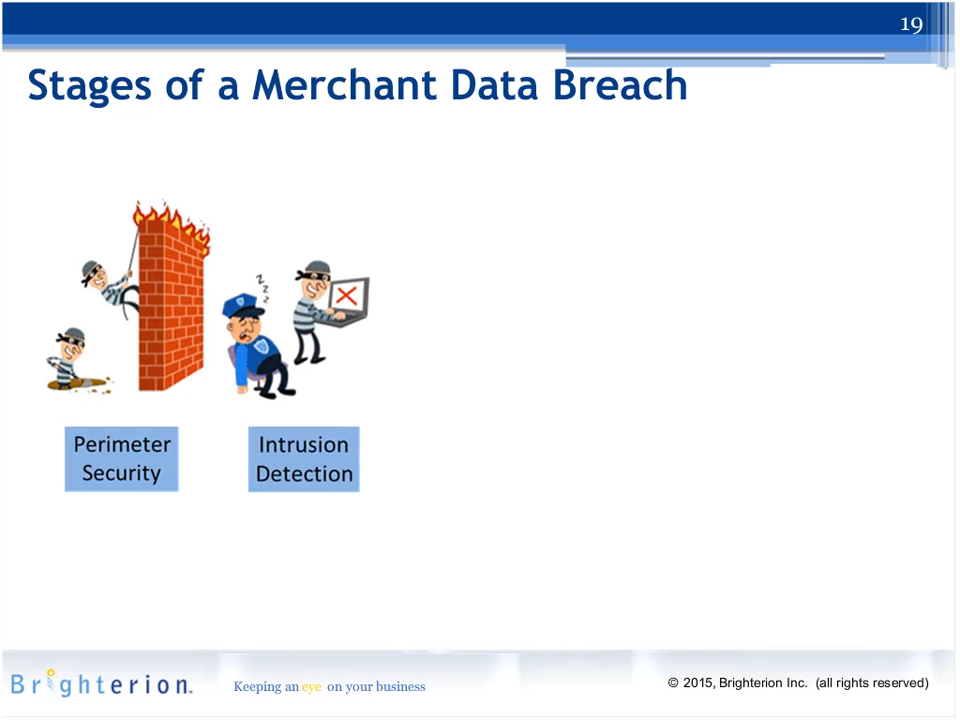 19
Stages of a Merchant Data Breach
z
z
z
z
Perimeter
Security
Intrusion
Detection
Brighterion
Keeping an eye on your business
© 2015, Brighterion Inc. (all rights reserved)